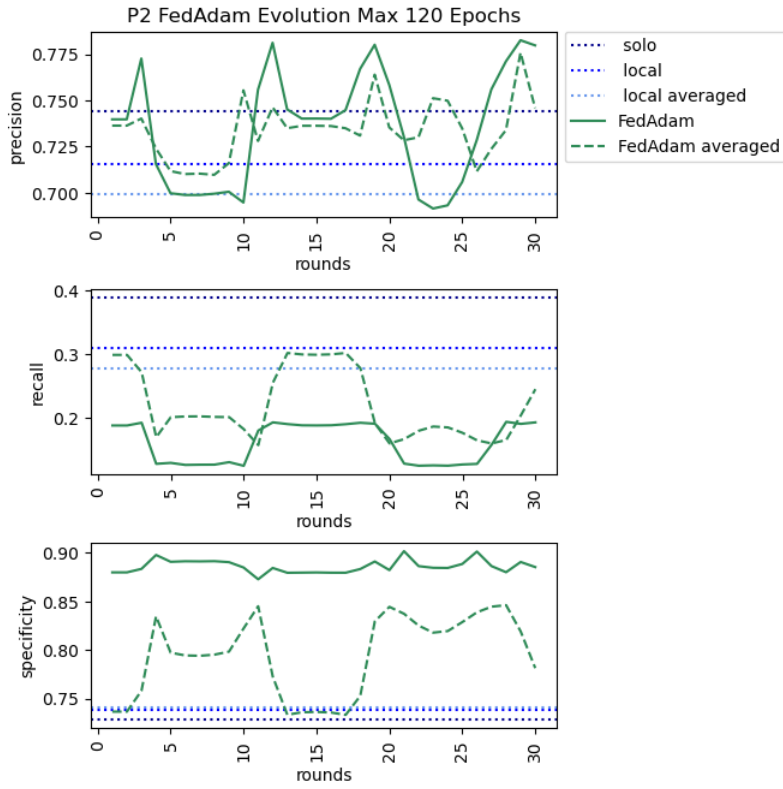 P2 FedAdam Evolution Max 120 Epochs
solo
local
local averaged
FedAdam
FedAdam averaged
precision
0.775
0.750
0.725
0.700
0
5
10
15
20
25
30
rounds
recall
0.4
0.3
0.2
0
5
10
15
20
25
30
rounds
specificity
0.90
0.85
0.80
0.75
0
5
10
15
20
25
30
rounds